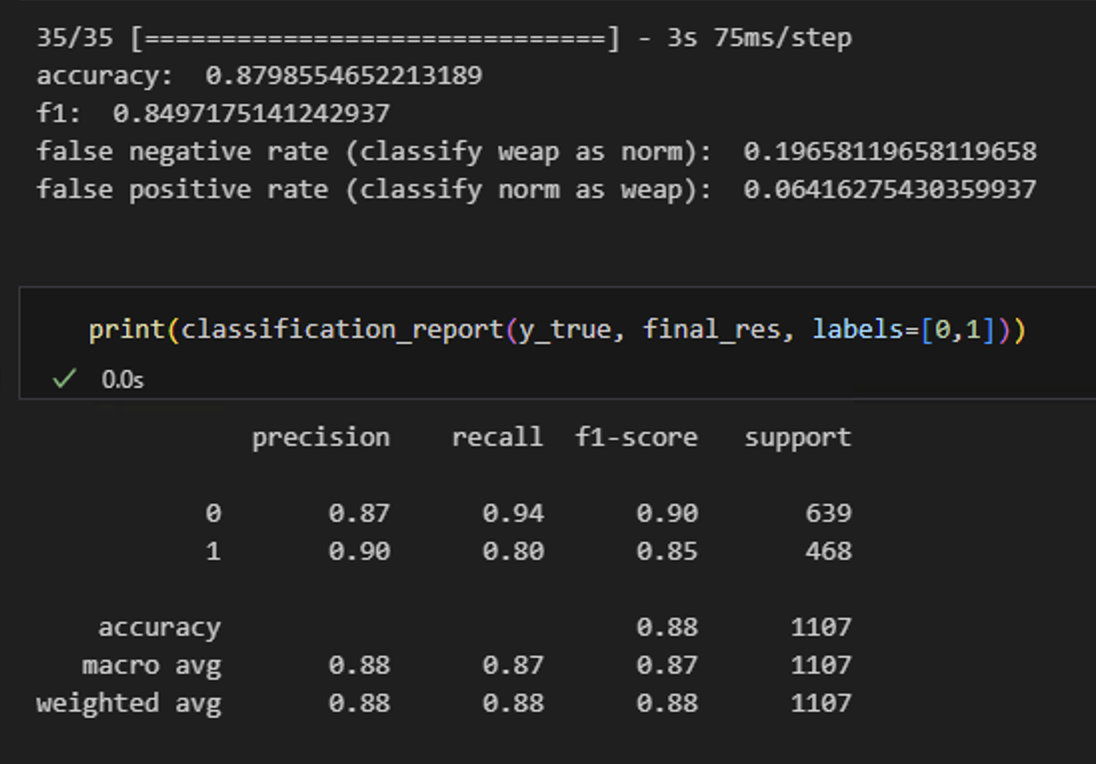 35/35 [==============================] - 3s 75ms/step
accuracy:  0.8798554652213189
f1:  0.8497175141242937
false negative rate (classify weap as norm):  0.19658119658119658
false positive rate (classify norm as weap):  0.06416275430359937
print(classification_report(y_true, final_res, labels=[0,1]))
✓ 0.0s
precision    recall  f1-score   support
0       0.87      0.94      0.90       639
1       0.90      0.80      0.85       468
accuracy                           0.88      1107
macro avg       0.88      0.87      0.87      1107
weighted avg       0.88      0.88      0.88      1107